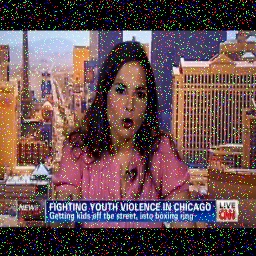 FIGHTING YOUTH VIOLENCE IN CHICAGO
Getting kids off the street, into boxing ring
NEWS
LIVE
CNN